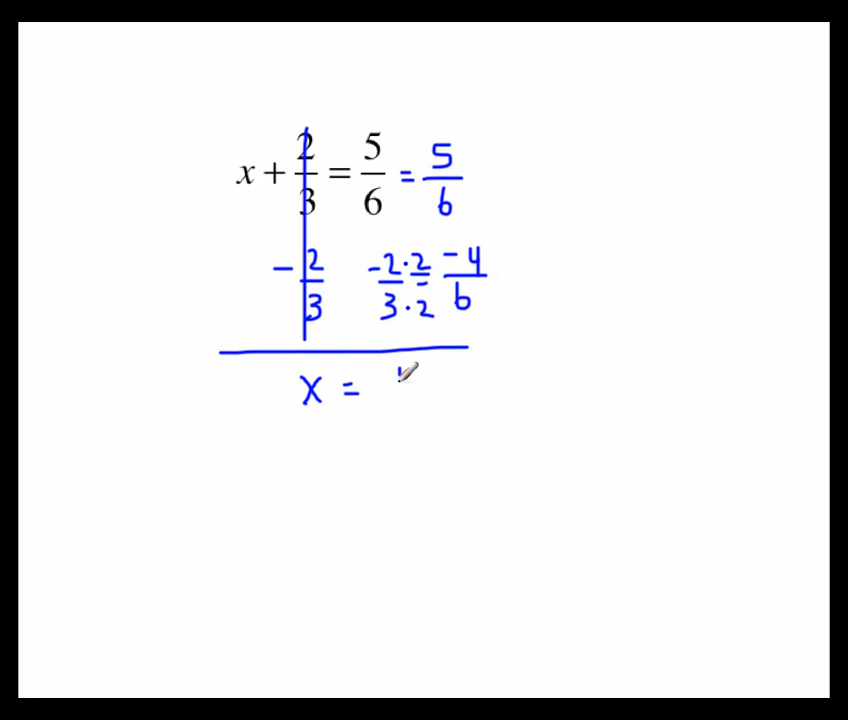 x + 2/3 = 5/6 = 5/6
- 2/3 -2·2/3·2 = -4/6
x =